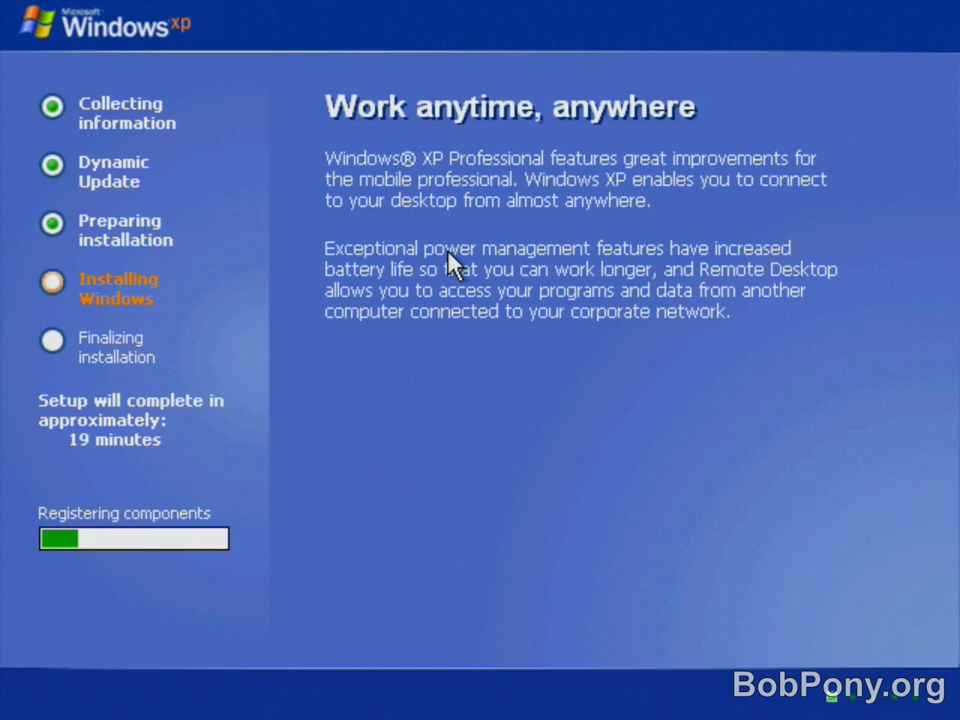 Microsoft®
Windows xp
Collecting
information
Dynamic
Update
Preparing
installation
Installing
Windows
Finalizing
installation
Setup will complete in
approximately:
19 minutes
Registering components
Work anytime, anywhere
Windows® XP Professional features great improvements for
the mobile professional. Windows XP enables you to connect
to your desktop from almost anywhere.
Exceptional power management features have increased
battery life so that you can work longer, and Remote Desktop
allows you to access your programs and data from another
computer connected to your corporate network.
BobPony.org